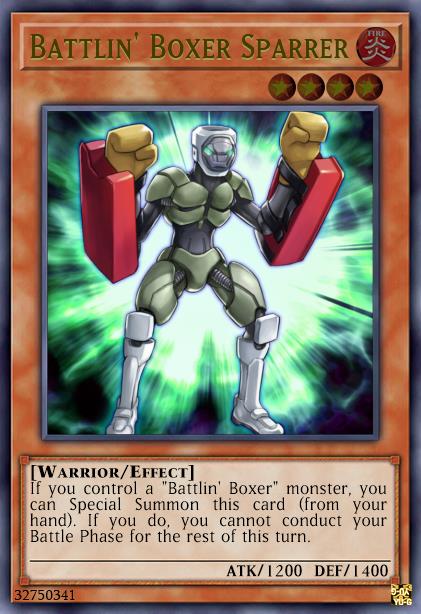 BATTLIN' BOXER SPARRER
FIRE
炎
[WARRIOR/EFFECT]
If you control a "Battlin' Boxer" monster, you
can Special Summon this card (from your
hand). If you do, you cannot conduct your
Battle Phase for the rest of this turn.
ATK/1200 DEF/1400
32750341